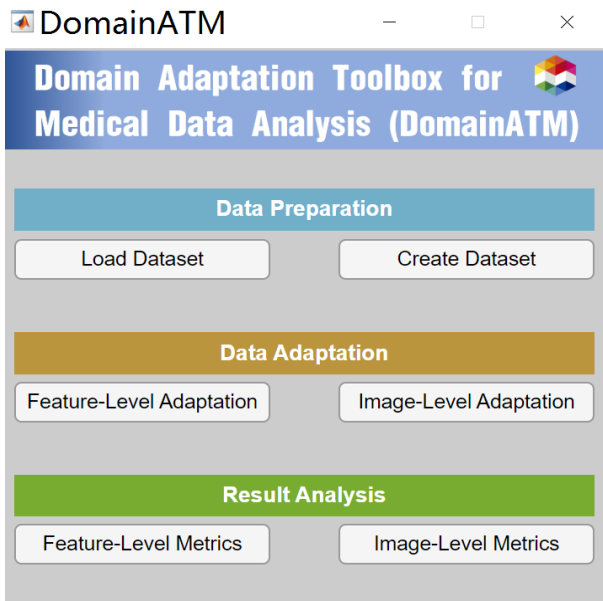 DomainATM
Domain Adaptation Toolbox for
Medical Data Analysis (DomainATM)
Data Preparation
Load Dataset
Create Dataset
Data Adaptation
Feature-Level Adaptation
Image-Level Adaptation
Result Analysis
Feature-Level Metrics
Image-Level Metrics